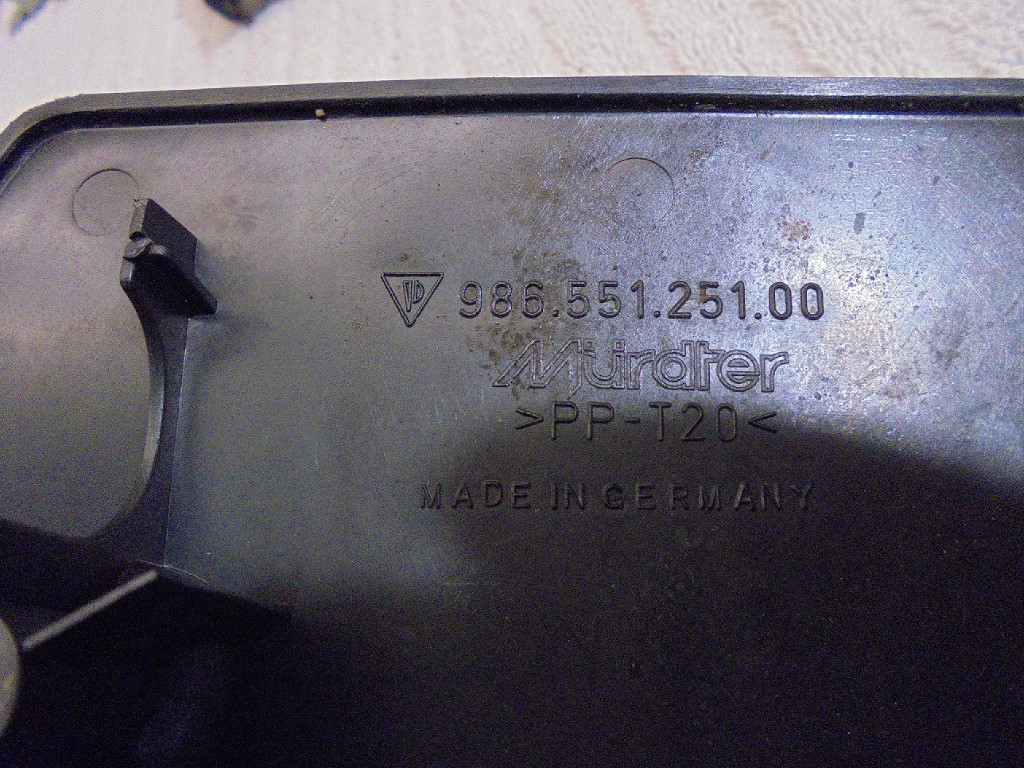 986.551.251.00
Mürdter
>PP-T20<
MADE IN GERMANY